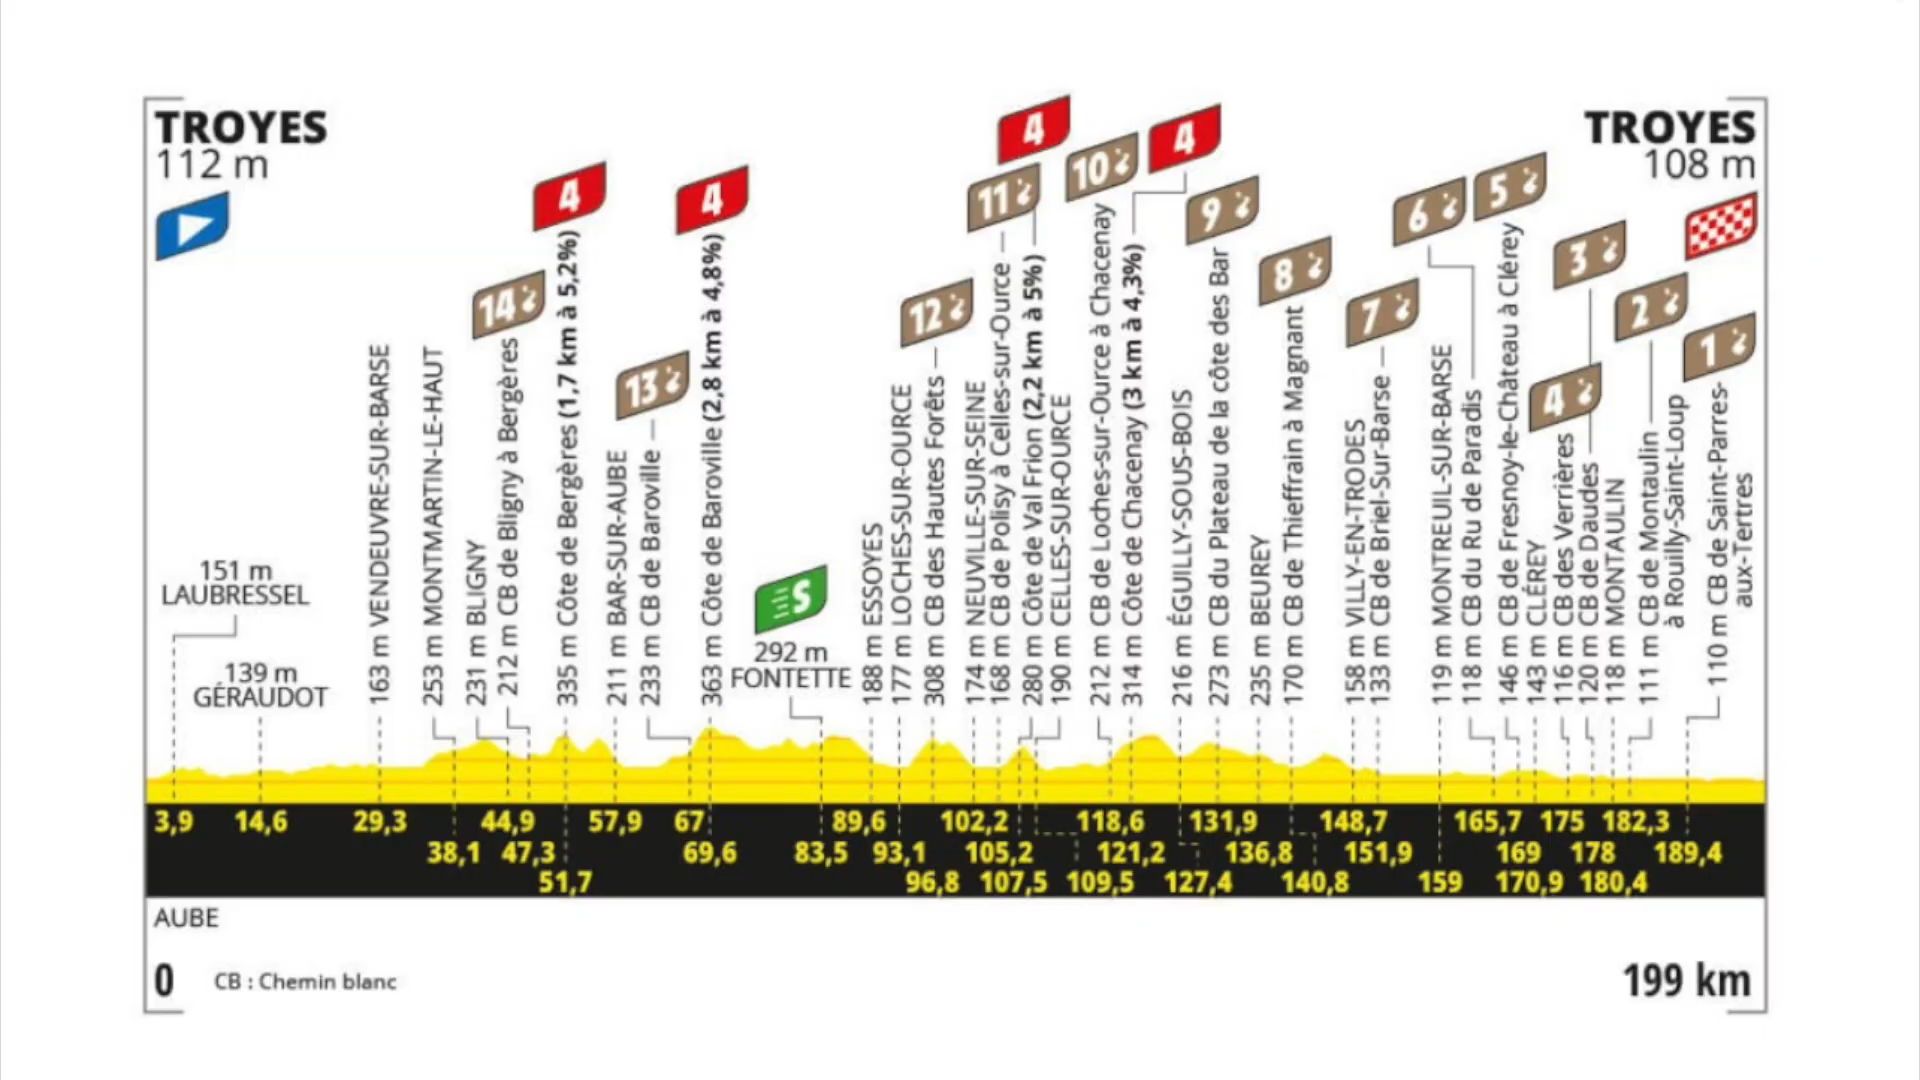 TROYES
112 m
TROYES
108 m
151 m
LAUBRESSEL
139 m
GÉRAUDOT
163 m VENDEUVRE-SUR-BARSE
253 m MONTMARTIN-LE-HAUT
231 m BLIGNY
14
212 m CB de Bligny à Bergères
4
335 m Côte de Bergères (1,7 km à 5,2%)
211 m BAR-SUR-AUBE
13
233 m CB de Baroville
4
363 m Côte de Baroville (2,8 km à 4,8%)
S
292 m
FONTETTE
188 m ESSOYES
177 m LOCHES-SUR-OURCE
12
308 m CB des Hautes Forêts
174 m NEUVILLE-SUR-SEINE
11
168 m CB de Polisy à Celles-sur-Ource
4
280 m Côte de Val Frion (2,2 km à 5%)
190 m CELLES-SUR-OURCE
10
212 m CB de Loches-sur-Ource à Chacenay
4
314 m Côte de Chacenay (3 km à 4,3%)
216 m ÉGUILLY-SOUS-BOIS
9
273 m CB du Plateau de la côte des Bar
235 m BEUREY
8
170 m CB de Thieffrain à Magnant
158 m VILLY-EN-TRODES
7
133 m CB de Briel-Sur-Barse
119 m MONTREUIL-SUR-BARSE
6
118 m CB du Ru de Paradis
5
146 m CB de Fresnoy-le-Château à Clérey
143 m CLÉREY
4
116 m CB des Verrières
3
120 m CB de Daudes
118 m MONTAULIN
2
111 m CB de Montaulin
à Rouilly-Saint-Loup
1
110 m CB de Saint-Parres-
aux-Tertres
3,9 14,6 29,3 44,9 57,9 67 89,6 102,2 118,6 131,9 148,7 165,7 175 182,3
38,1 47,3 69,6 83,5 93,1 105,2 121,2 136,8 151,9 169 178 189,4
51,7 96,8 107,5 109,5 127,4 140,8 159 170,9 180,4
AUBE
0 CB : Chemin blanc
199 km